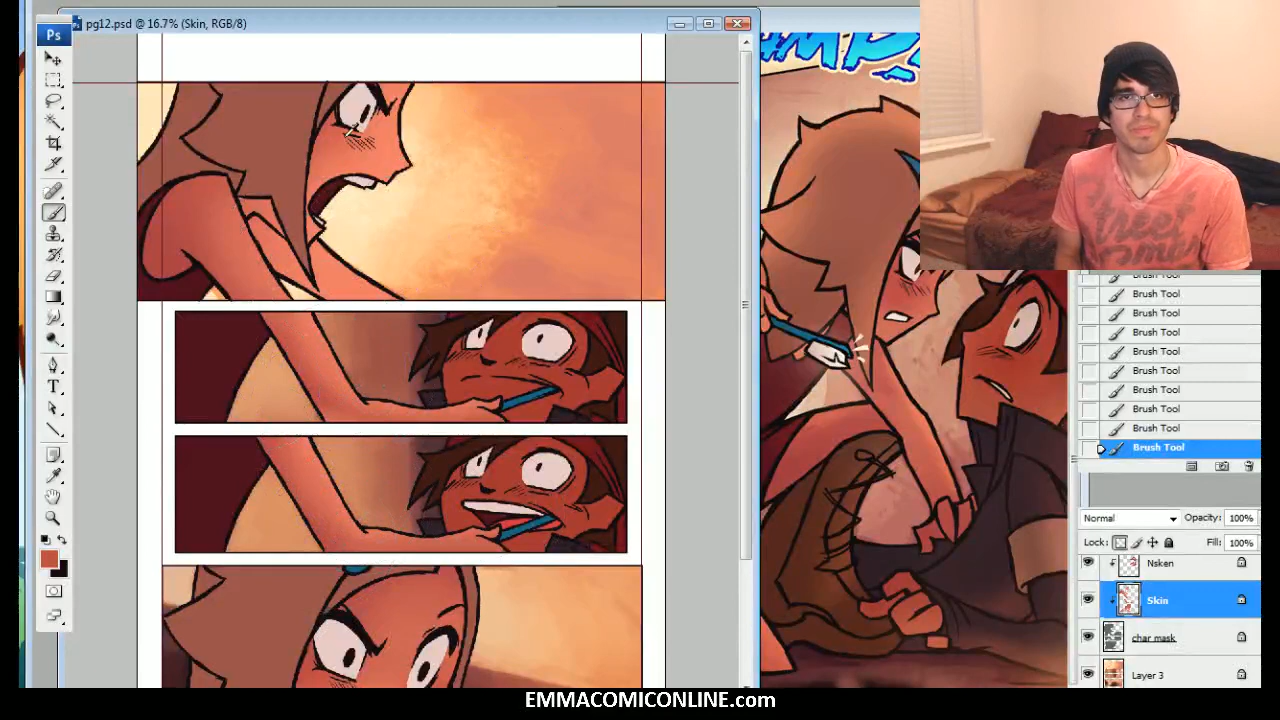 Ps
pg12.psd @ 16.7% (Skin, RGB/8)
STREET
Brush Tool
Brush Tool
Brush Tool
Brush Tool
Brush Tool
Brush Tool
Brush Tool
Brush Tool
Brush Tool
Brush Tool
Normal
Opacity: 100%
Lock:
Fill: 100%
Nsken
Skin
char mask
Layer 3
T
EMMACOMICONLINE.com